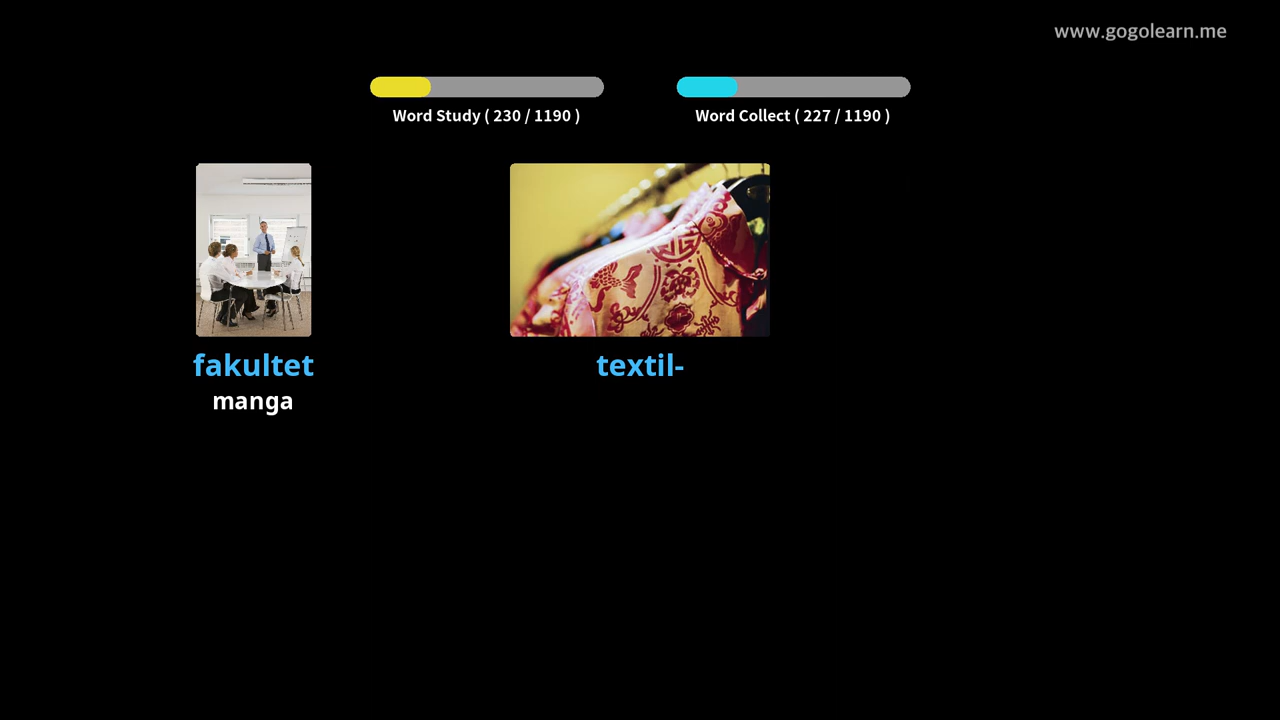 www.gogolearn.me
Word Study ( 230 / 1190 )
Word Collect ( 227 / 1190 )
fakultet
manga
textil-